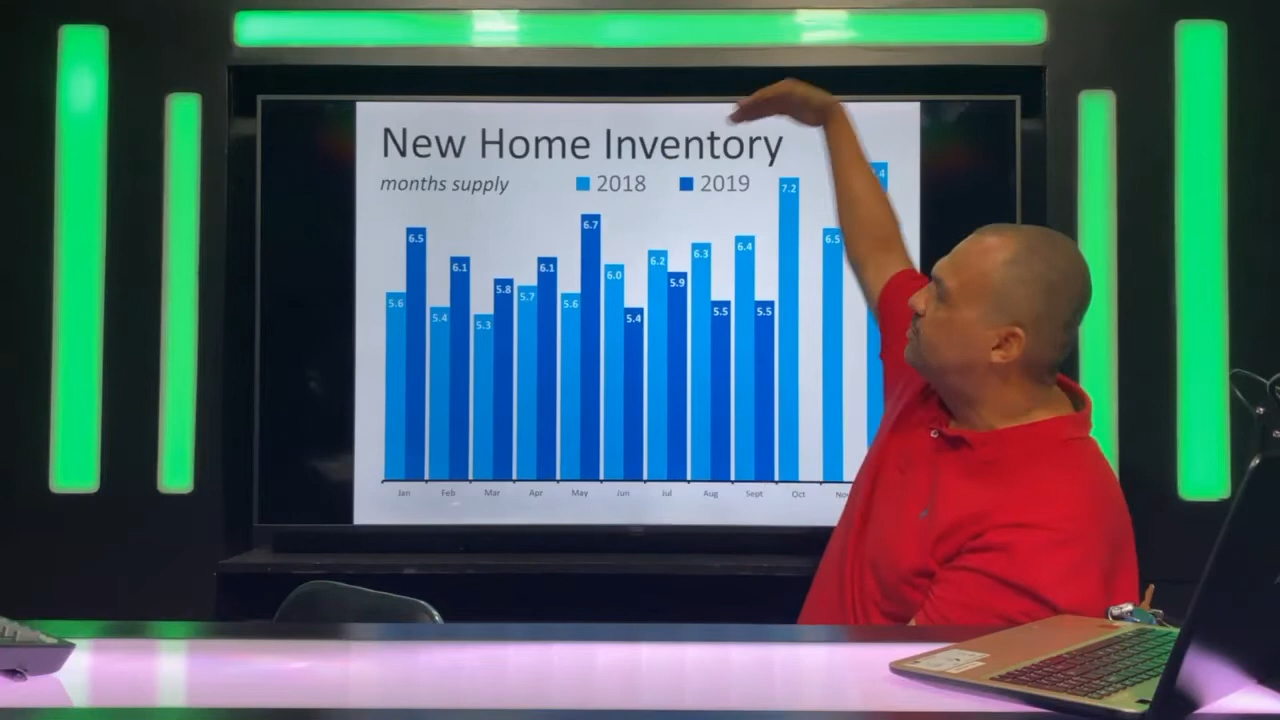 New Home Inventory
months supply 2018 2019
5.6 6.5 5.4 6.1 5.3 5.8 5.7 6.1 5.6 6.7 6.0 5.4 6.2 5.9 6.3 5.5 6.4 5.5 7.2 6.5 .4
Jan Feb Mar Apr May Jun Jul Aug Sept Oct No